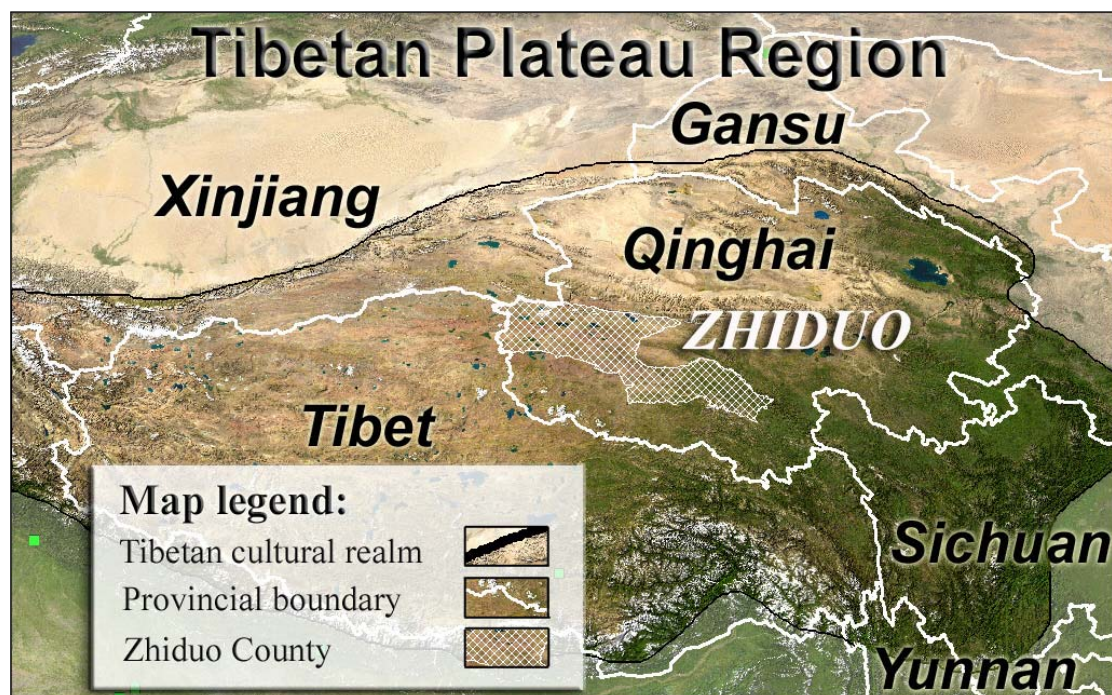 Tibetan Plateau Region
Gansu
Xinjiang
Qinghai
ZHIDUO
Tibet
Map legend:
Tibetan cultural realm
Provincial boundary
Zhiduo County
Sichuan
Yunnan